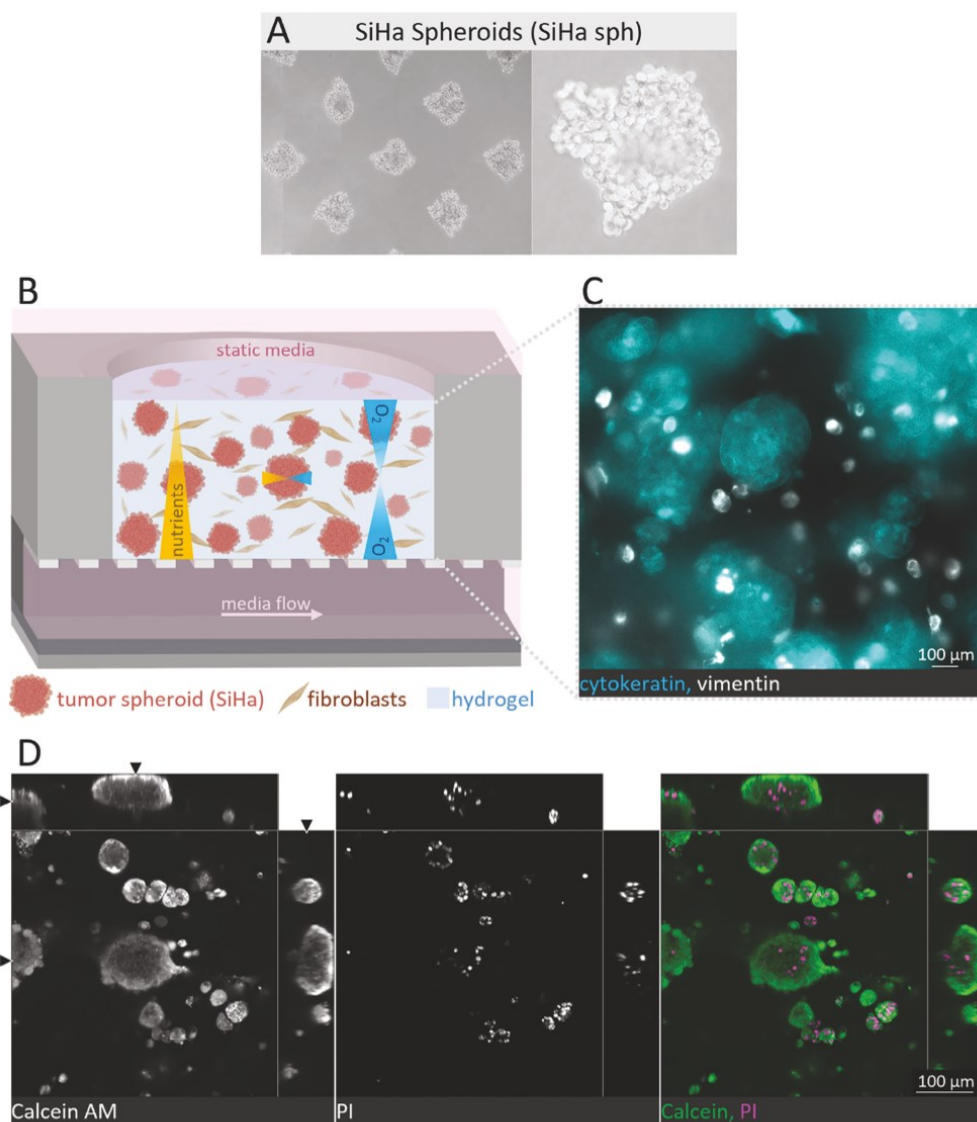 A
SiHa Spheroids (SiHa sph)
B
static media
nutrients
O2
O2
media flow
tumor spheroid (SiHa)
fibroblasts
hydrogel
C
100 µm
cytokeratin, vimentin
D
Calcein AM
PI
100 µm
Calcein, PI